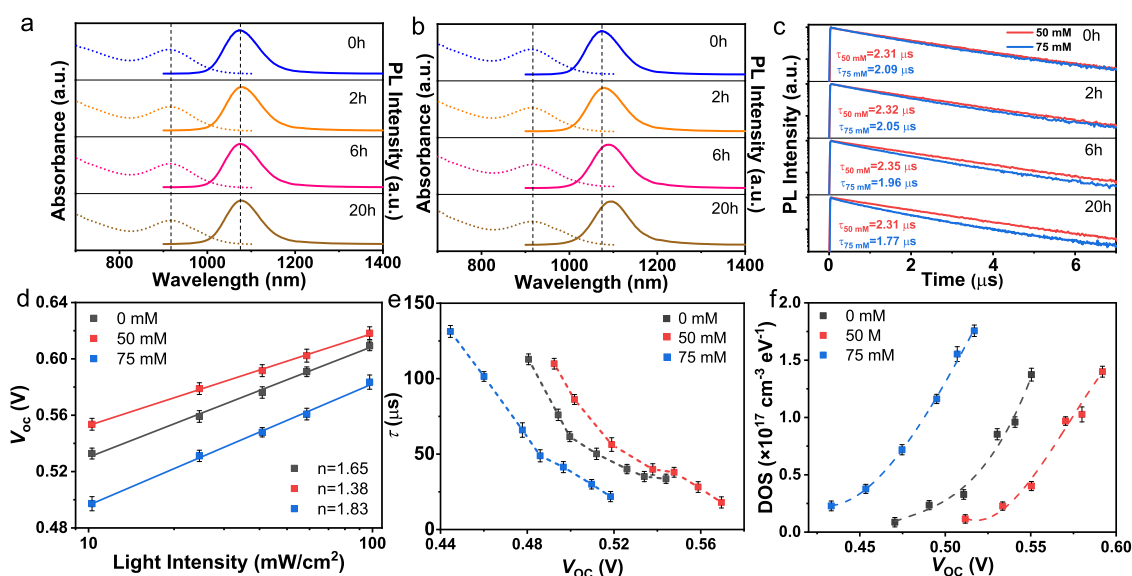 a
Absorbance (a.u.)
0h
2h
6h
20h
PL Intensity (a.u.)
800 1000 1200 1400
Wavelength (nm)
b
Absorbance (a.u.)
0h
2h
6h
20h
PL Intensity (a.u.)
800 1000 1200 1400
Wavelength (nm)
c
PL Intensity (a.u.)
50 mM
75 mM
0h
τ50 mM=2.31 μs
τ75 mM=2.09 μs
2h
τ50 mM=2.32 μs
τ75 mM=2.05 μs
6h
τ50 mM=2.35 μs
τ75 mM=1.96 μs
20h
τ50 mM=2.31 μs
τ75 mM=1.77 μs
0 2 4 6
Time (μs)
d
VOC (V)
0.64
0.60
0.56
0.52
0.48
0 mM
50 mM
75 mM
n=1.65
n=1.38
n=1.83
10 100
Light Intensity (mW/cm²)
e
τ (μs)
150
100
50
0
0 mM
50 mM
75 mM
0.44 0.48 0.52 0.56
VOC (V)
f
DOS (×10¹⁷ cm⁻³ eV⁻¹)
2.0
1.5
1.0
0.5
0.0
0 mM
50 M
75 mM
0.45 0.50 0.55 0.60
VOC (V)